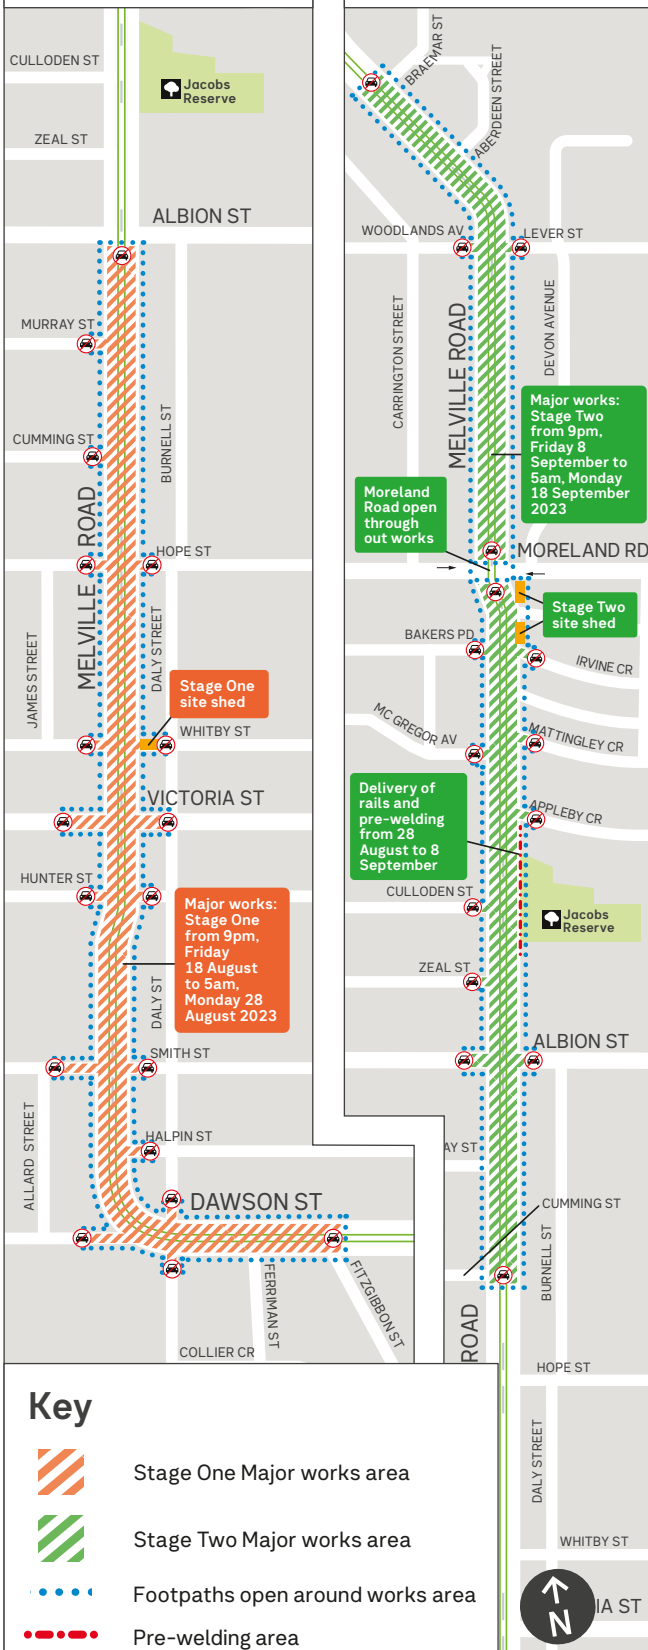 CULLODEN ST
Jacobs
Reserve
ZEAL ST
ALBION ST
MURRAY ST
CUMMING ST
BURNELL ST
MELVILLE ROAD
HOPE ST
JAMES STREET
DALY STREET
Stage One
site shed
WHITBY ST
VICTORIA ST
HUNTER ST
Major works:
Stage One
from 9pm,
Friday
18 August
to 5am,
Monday 28
August 2023
DALY ST
SMITH ST
ALLARD STREET
HALPIN ST
DAWSON ST
FERRIMAN ST
FITZGIBBON ST
COLLIER CR
BRAEMAR ST
ABERDEEN STREET
WOODLANDS AV
LEVER ST
CARRINGTON STREET
MELVILLE ROAD
DEVON AVENUE
Major works:
Stage Two
from 9pm,
Friday 8
September to
5am, Monday
18 September
2023
Moreland
Road open
through
out works
MORELAND RD
Stage Two
site shed
BAKERS PD
IRVINE CR
MC GREGOR AV
MATTINGLEY CR
Delivery of
rails and
pre-welding
from 28
August to 8
September
APPLEBY CR
CULLODEN ST
Jacobs
Reserve
ZEAL ST
ALBION ST
AY ST
CUMMING ST
BURNELL ST
ROAD
HOPE ST
DALY STREET
WHITBY ST
IA ST
N
Key
Stage One Major works area
Stage Two Major works area
Footpaths open around works area
Pre-welding area